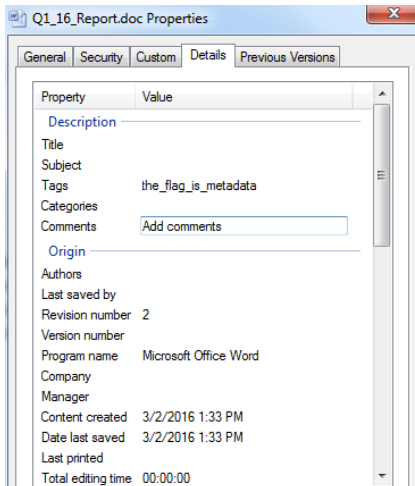 Q1_16_Report.doc Properties
General Security Custom Details Previous Versions
Property Value
Description
Title
Subject
Tags the_flag_is_metadata
Categories
Comments Add comments
Origin
Authors
Last saved by
Revision number 2
Version number
Program name Microsoft Office Word
Company
Manager
Content created 3/2/2016 1:33 PM
Date last saved 3/2/2016 1:33 PM
Last printed
Total editing time 00:00:00